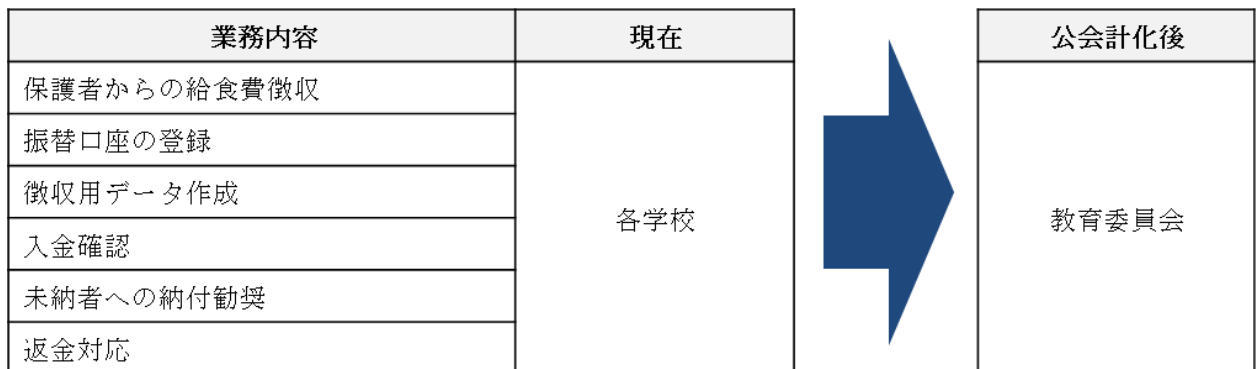 業務内容
現在
公会計化後
保護者からの給食費徴収
振替口座の登録
徴収用データ作成
入金確認
未納者への納付勧奨
返金対応
各学校
教育委員会